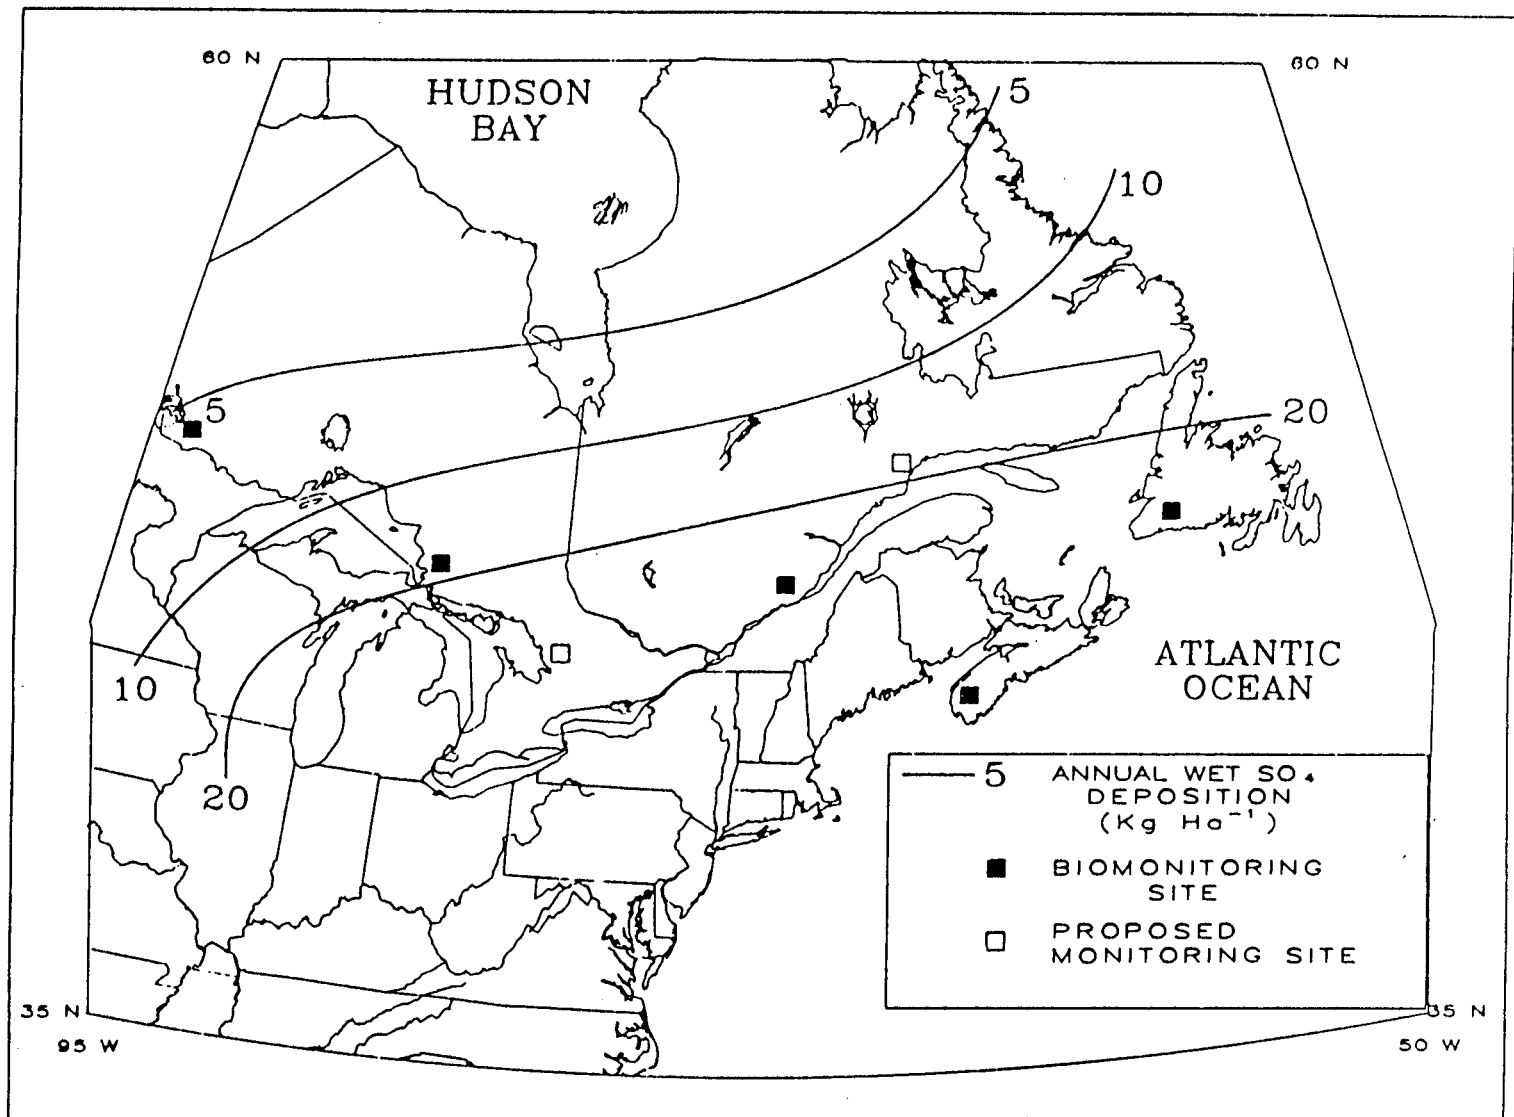 60 N
60 N
HUDSON
BAY
5
10
5
20
10
20
ATLANTIC
OCEAN
5 ANNUAL WET SO4
DEPOSITION
(Kg Ha-1)
BIOMONITORING
SITE
PROPOSED
MONITORING SITE
35 N
35 N
95 W
50 W